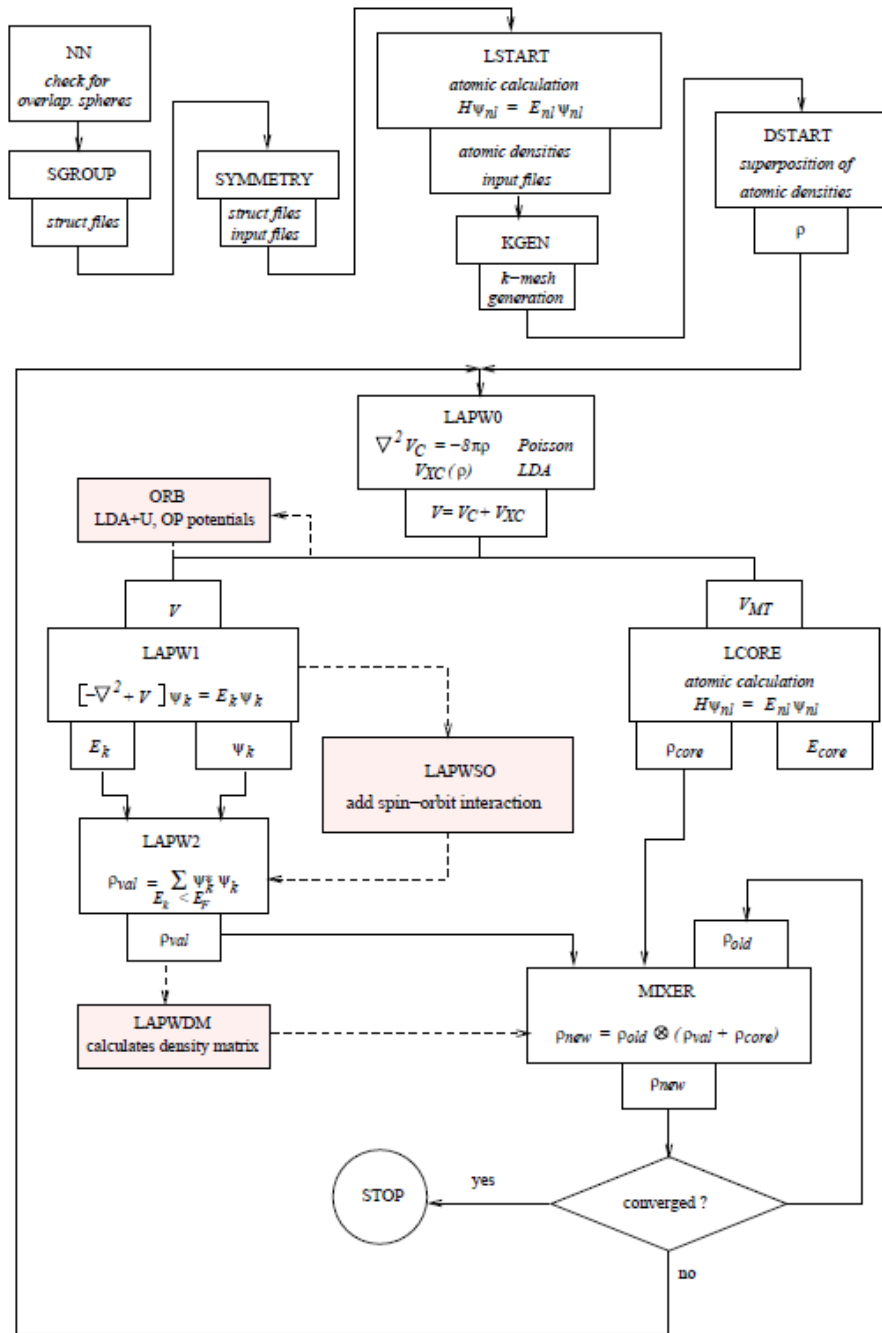 NN
check for
overlap. spheres
SGROUP
struct files
SYMMETRY
struct files
input files
LSTART
atomic calculation
Hψnl = Enl ψnl
atomic densities
input files
KGEN
k−mesh
generation
DSTART
superposition of
atomic densities
ρ
LAPW0
∇² VC = −8πρ Poisson
VXC(ρ) LDA
V = VC + VXC
ORB
LDA+U, OP potentials
V
LAPW1
[−∇² + V] ψk = Ek ψk
Ek
ψk
VMT
LCORE
atomic calculation
Hψnl = Enl ψnl
ρcore
Ecore
LAPWSO
add spin−orbit interaction
LAPW2
ρval = Σ ψk* ψk
Ek < EF
ρval
LAPWDM
calculates density matrix
ρold
MIXER
ρnew = ρold ⊗ (ρval + ρcore)
ρnew
STOP
yes
converged ?
no